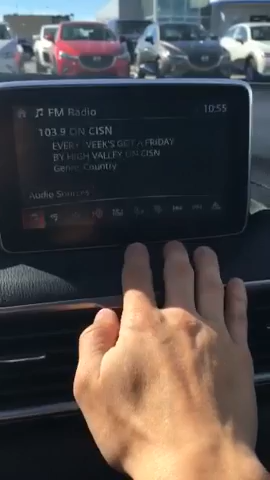 FM Radio 10:55
103.9 ON CISN
EVERY WEEK'S GOT A FRIDAY
BY HIGH VALLEY ON CISN
Genre: Country
Audio Sources